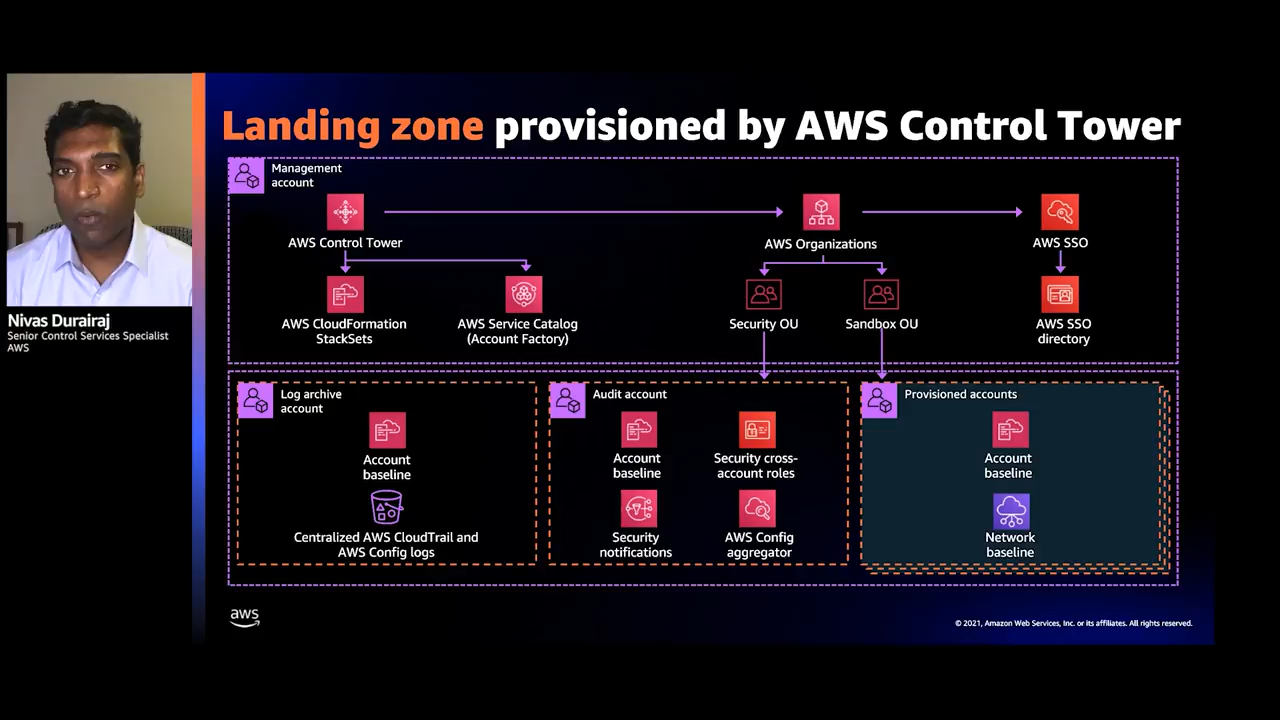 Landing zone provisioned by AWS Control Tower
Management
account
AWS Control Tower
AWS Organizations
AWS SSO
AWS CloudFormation
StackSets
AWS Service Catalog
(Account Factory)
Security OU
Sandbox OU
AWS SSO
directory
Nivas Durairaj
Senior Control Services Specialist
AWS
Log archive
account
Account
baseline
Centralized AWS CloudTrail and
AWS Config logs
Audit account
Account
baseline
Security cross-
account roles
Security
notifications
AWS Config
aggregator
Provisioned accounts
Account
baseline
Network
baseline
aws
© 2021, Amazon Web Services, Inc. or its affiliates. All rights reserved.